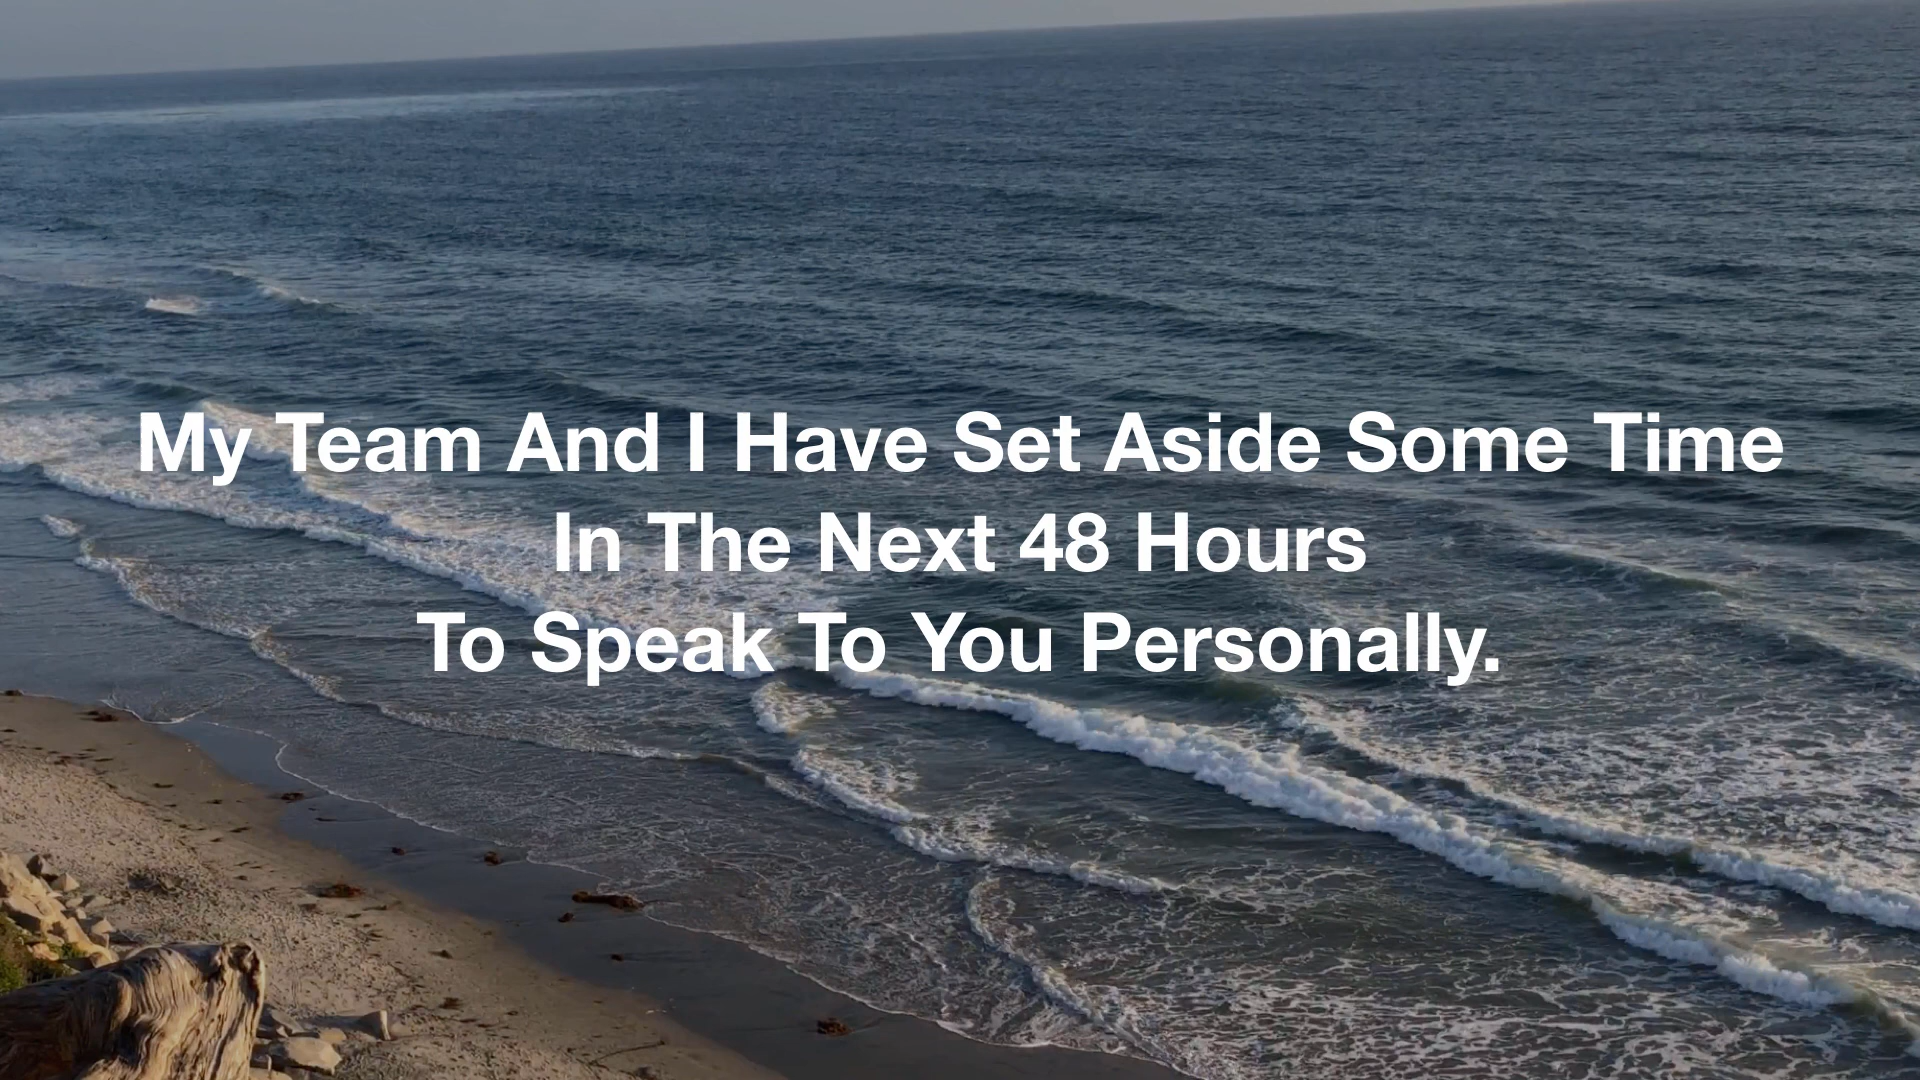 My Team And I Have Set Aside Some Time
In The Next 48 Hours
To Speak To You Personally.